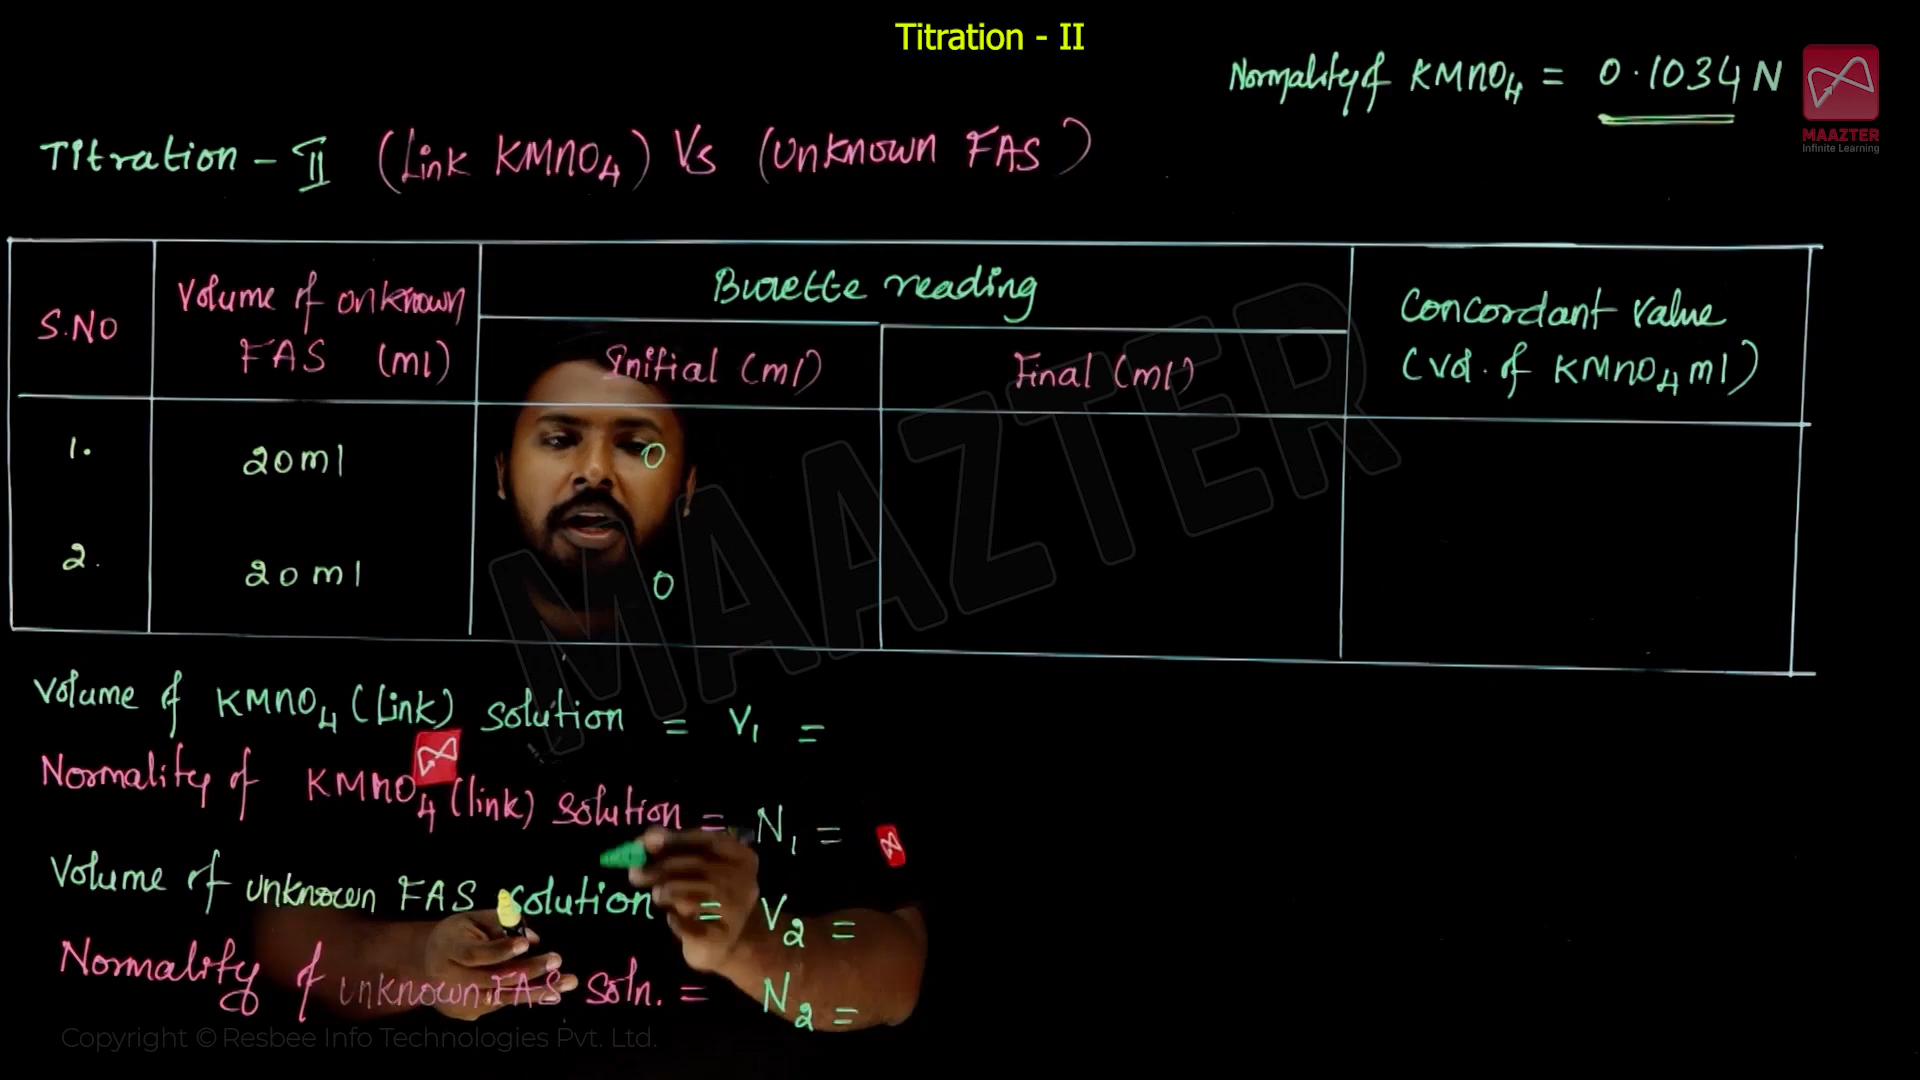 Titration - II
Normality of KMnO4 = 0.1034 N
MAAZTER
Infinite Learning
Titration - II (Link KMnO4) Vs (Unknown FAS)
S.NO
Volume of unknown FAS (ml)
Burette reading
Initial (ml)
Final (ml)
Concordant value
(Vol. of KMnO4 ml)
1. 20ml 0
2. 20 ml 0
MAAZTER
Volume of KMnO4 (Link) solution = V1 =
Normality of KMnO4 (link) solution = N1 =
Volume of unknown FAS solution = V2 =
Normality of unknown FAS soln. = N2 =
Copyright © Resbee Info Technologies Pvt. Ltd.